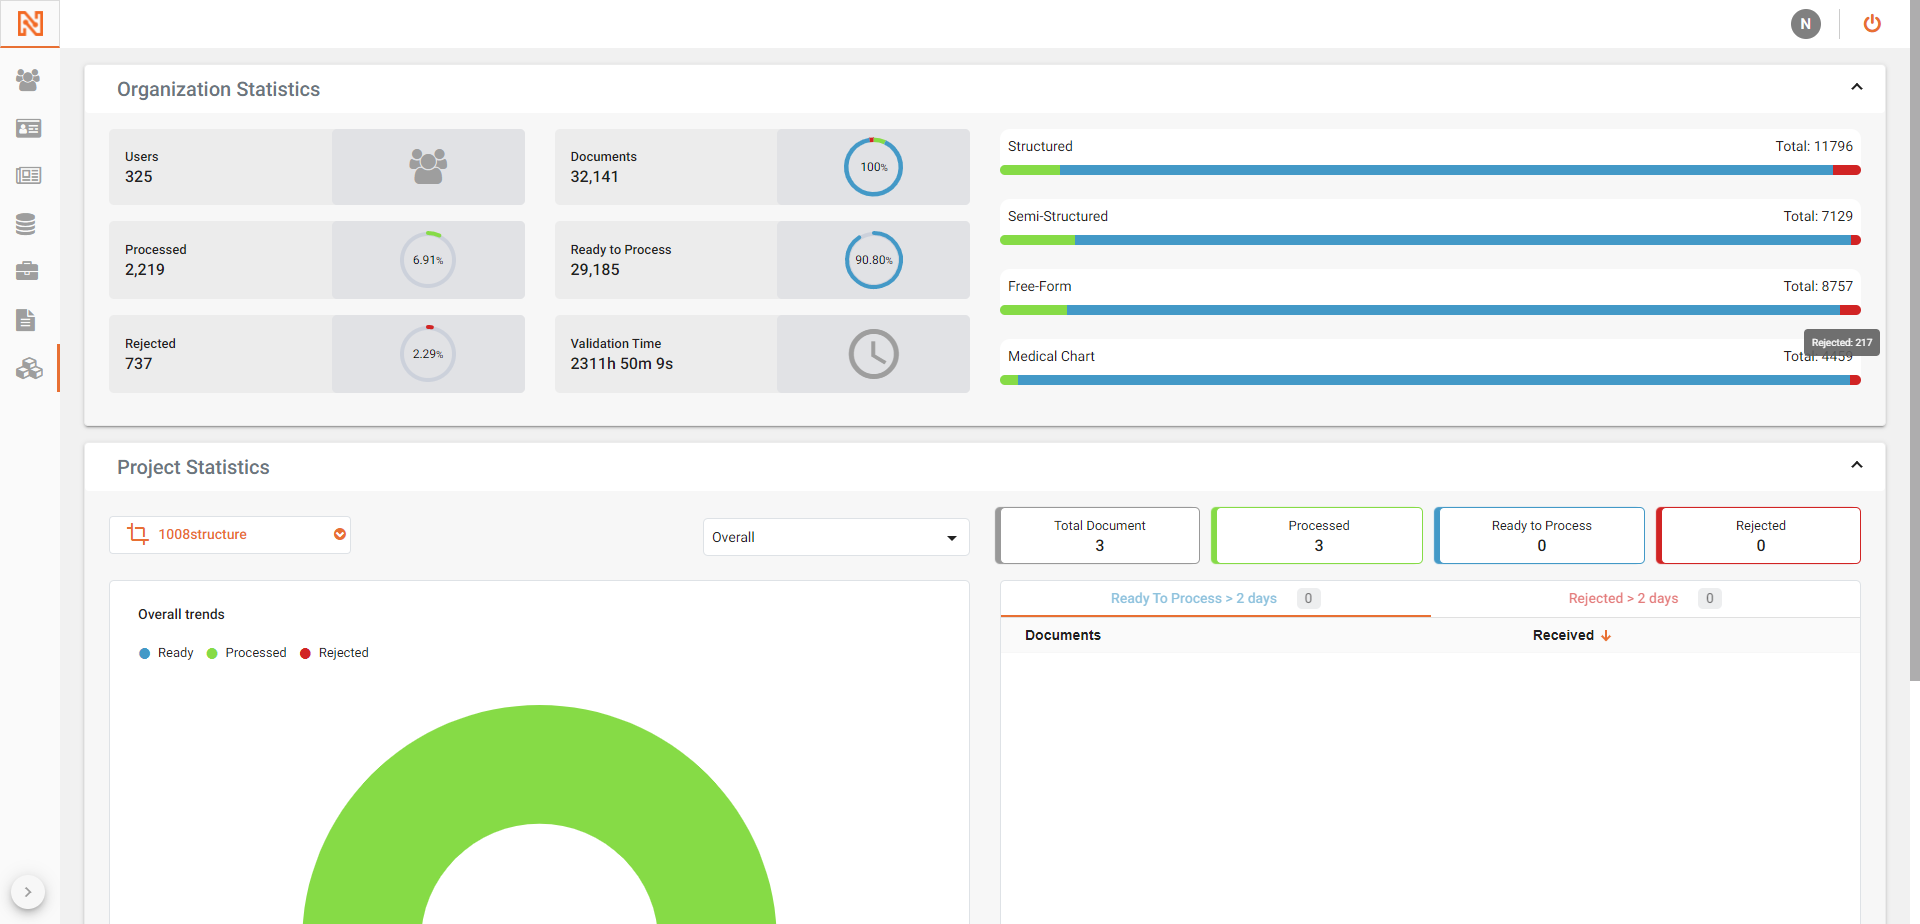 N
Organization Statistics
Users
325
Documents
32,141
100%
Processed
2,219
6.91%
Ready to Process
29,185
90.80%
Rejected
737
2.29%
Validation Time
2311h 50m 9s
Structured
Total: 11796
Semi-Structured
Total: 7129
Free-Form
Total: 8757
Rejected: 217
Medical Chart
Total: 4459
Project Statistics
1008structure
Overall
Total Document
3
Processed
3
Ready to Process
0
Rejected
0
Overall trends
Ready
Processed
Rejected
Ready To Process > 2 days 0
Rejected > 2 days 0
Documents
Received